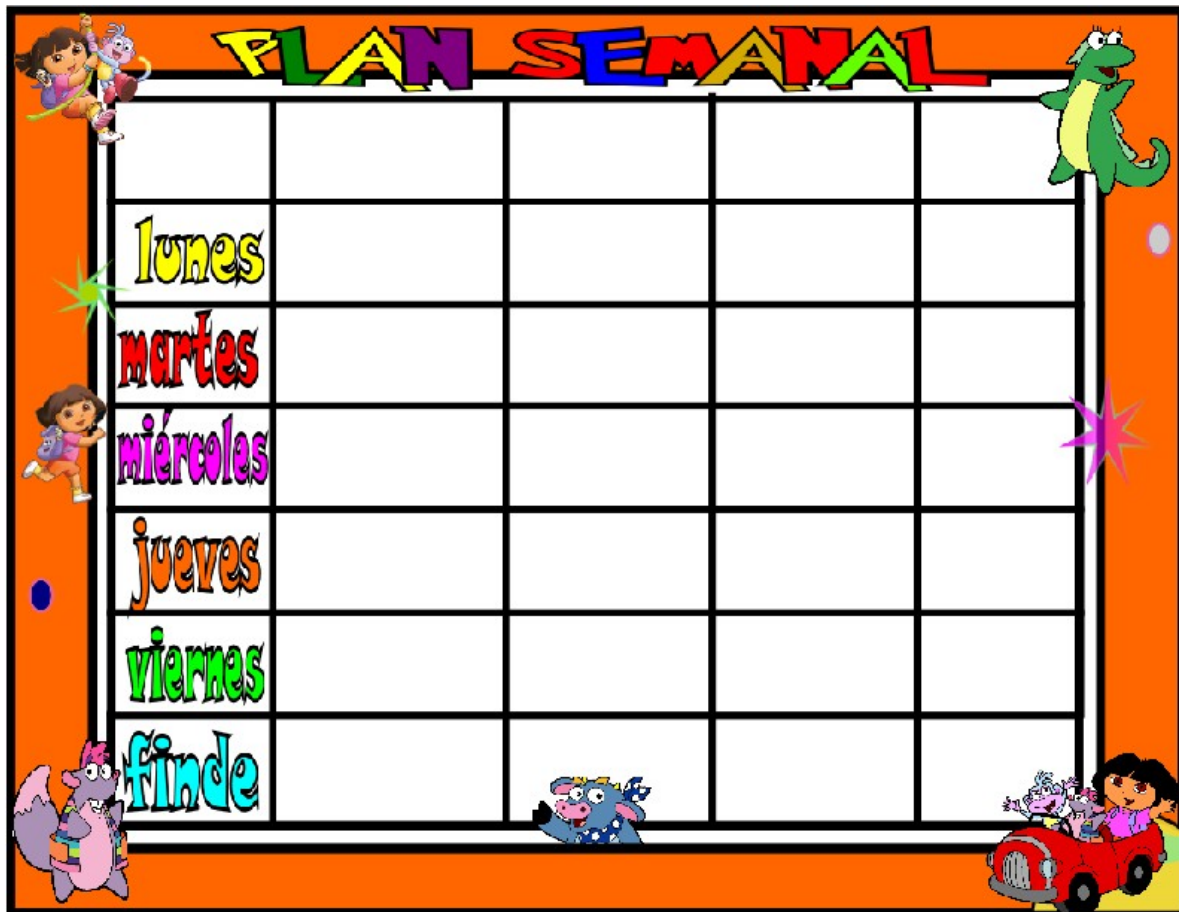 PLAN SEMANAL
lunes
martes
miércoles
jueves
viernes
finde